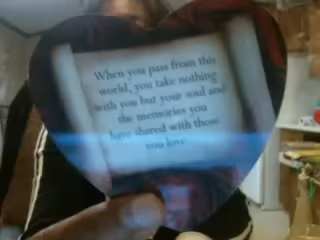 When you pass from this
world, you take nothing
with you but your soul and
the memories you
have shared with those
you love